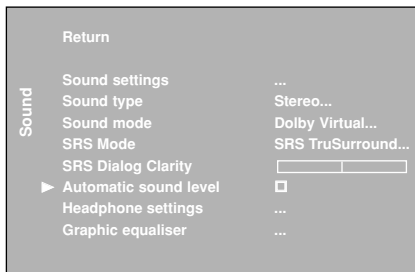 Return
Sound
Sound settings ...
Sound type Stereo...
Sound mode Dolby Virtual...
SRS Mode SRS TruSurround...
SRS Dialog Clarity
Automatic sound level
Headphone settings ...
Graphic equaliser ...